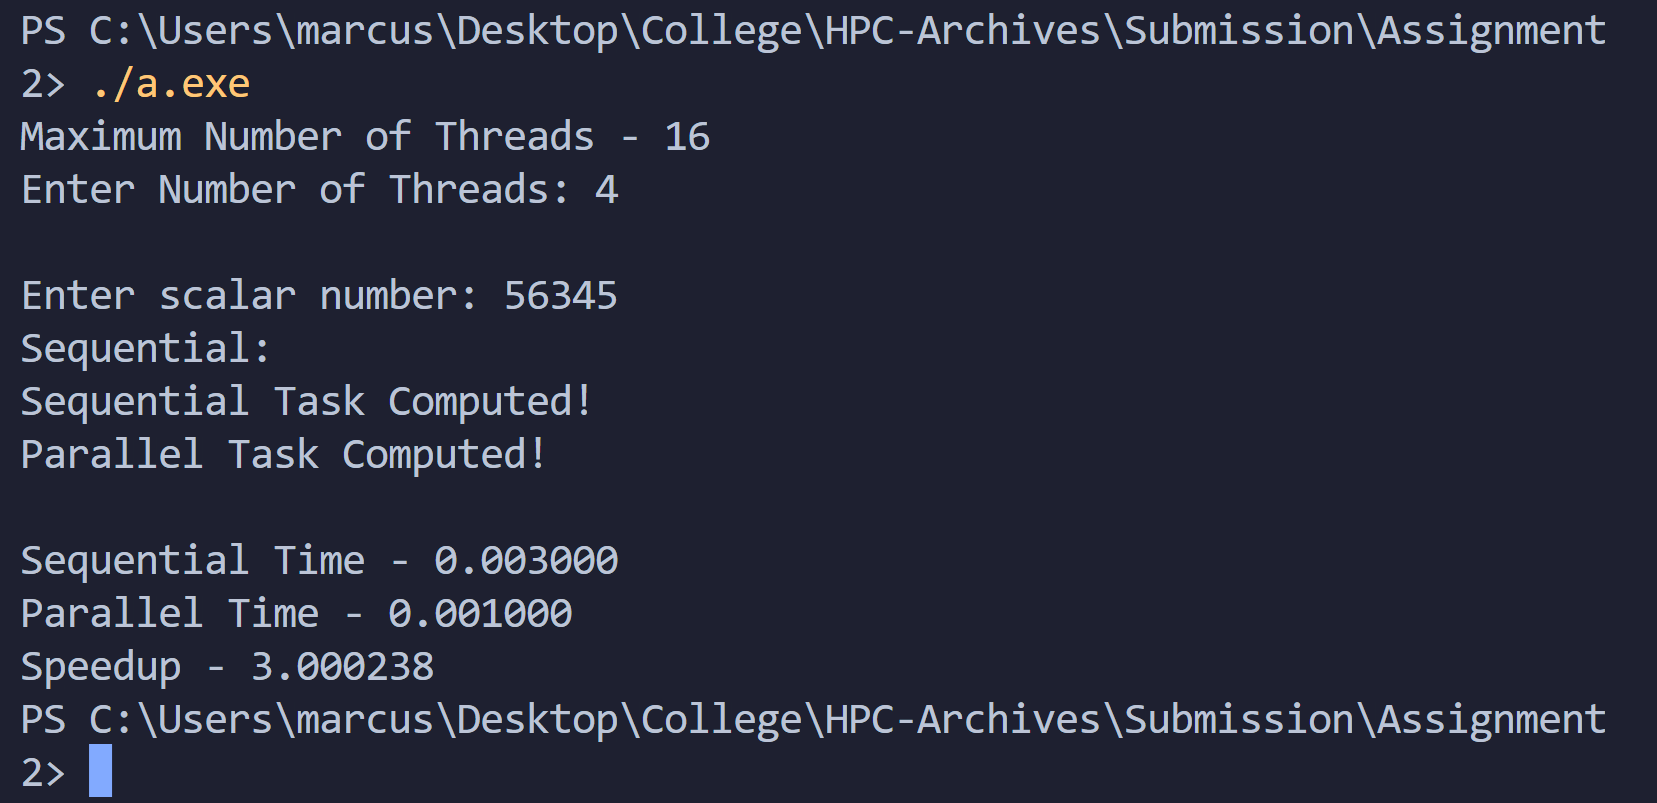 PS C:\Users\marcus\Desktop\College\HPC-Archives\Submission\Assignment
2> ./a.exe
Maximum Number of Threads - 16
Enter Number of Threads: 4
Enter scalar number: 56345
Sequential:
Sequential Task Computed!
Parallel Task Computed!
Sequential Time - 0.003000
Parallel Time - 0.001000
Speedup - 3.000238
PS C:\Users\marcus\Desktop\College\HPC-Archives\Submission\Assignment
2>